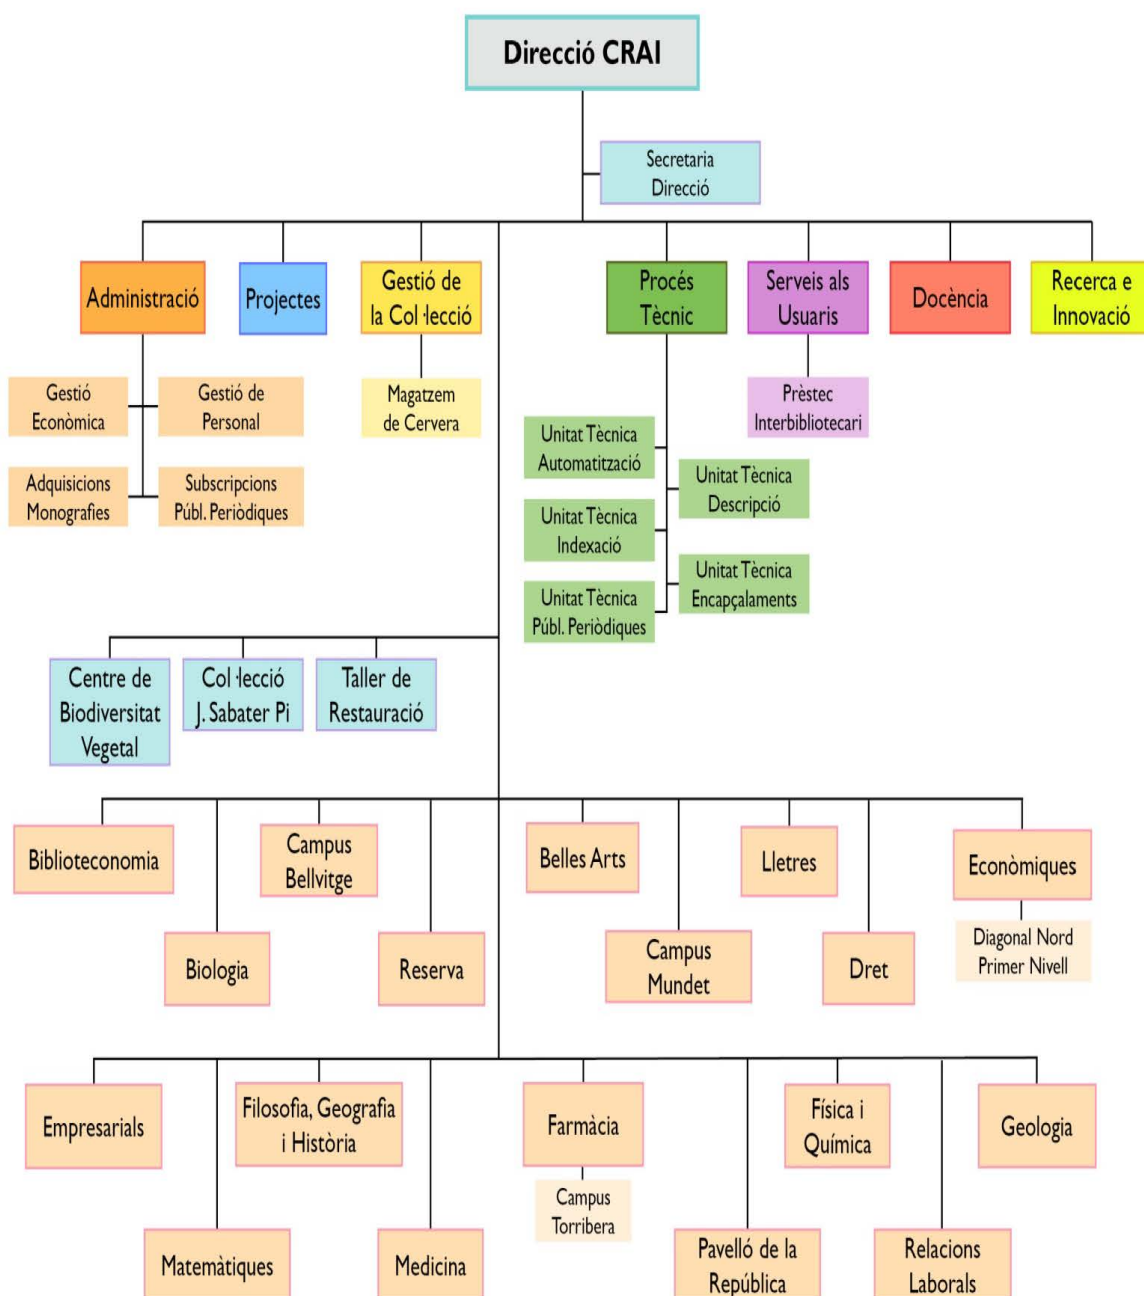 Direcció CRAI
Secretaria
Direcció
Administració
Projectes
Gestió de
la Col·lecció
Procés
Tècnic
Serveis als
Usuaris
Docència
Recerca e
Innovació
Gestió
Econòmica
Gestió de
Personal
Adquisicions
Monografies
Subscripcions
Públ. Periòdiques
Magatzem
de Cervera
Unitat Tècnica
Automatització
Unitat Tècnica
Descripció
Unitat Tècnica
Indexació
Unitat Tècnica
Encapçalaments
Unitat Tècnica
Públ. Periòdiques
Prèstec
Interbibliotecari
Centre de
Biodiversitat
Vegetal
Col·lecció
J. Sabater Pi
Taller de
Restauració
Biblioteconomia
Biologia
Campus
Bellvitge
Reserva
Belles Arts
Campus
Mundet
Lletres
Dret
Econòmiques
Diagonal Nord
Primer Nivell
Empresarials
Matemàtiques
Filosofia, Geografia
i Història
Medicina
Farmàcia
Campus
Torribera
Pavelló de la
República
Física i
Química
Relacions
Laborals
Geologia